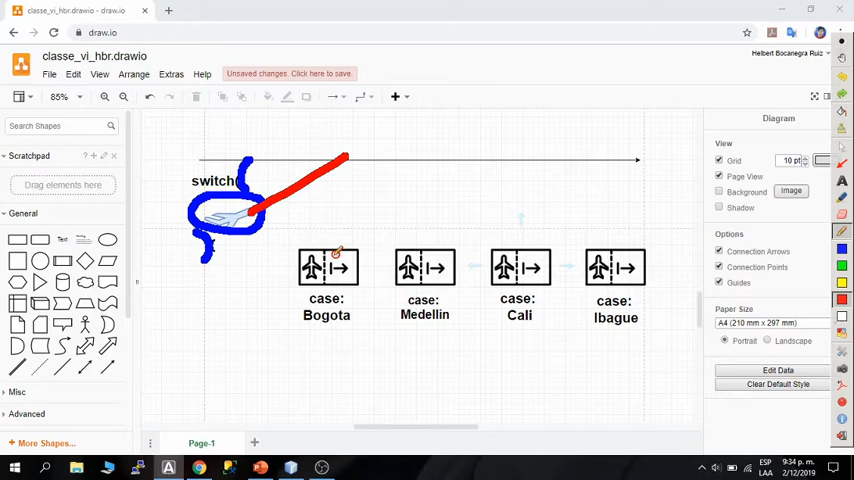 classe_vi_hbr.drawio - draw.io
draw.io
classe_vi_hbr.drawio
Helbert Bocanegra Ruiz
File Edit View Arrange Extras Help
Unsaved changes. Click here to save.
85%
Search Shapes
Scratchpad
Drag elements here
General
Text
Misc
Advanced
+ More Shapes...
switch(
case:
Bogota
case:
Medellin
case:
Cali
case:
Ibague
Diagram
View
Grid
10 pt
Page View
Background
Image
Shadow
Options
Connection Arrows
Connection Points
Guides
Paper Size
A4 (210 mm x 297 mm)
Portrait
Landscape
Edit Data
Clear Default Style
Page-1
ESP
LAA
9:34 p. m.
2/12/2019